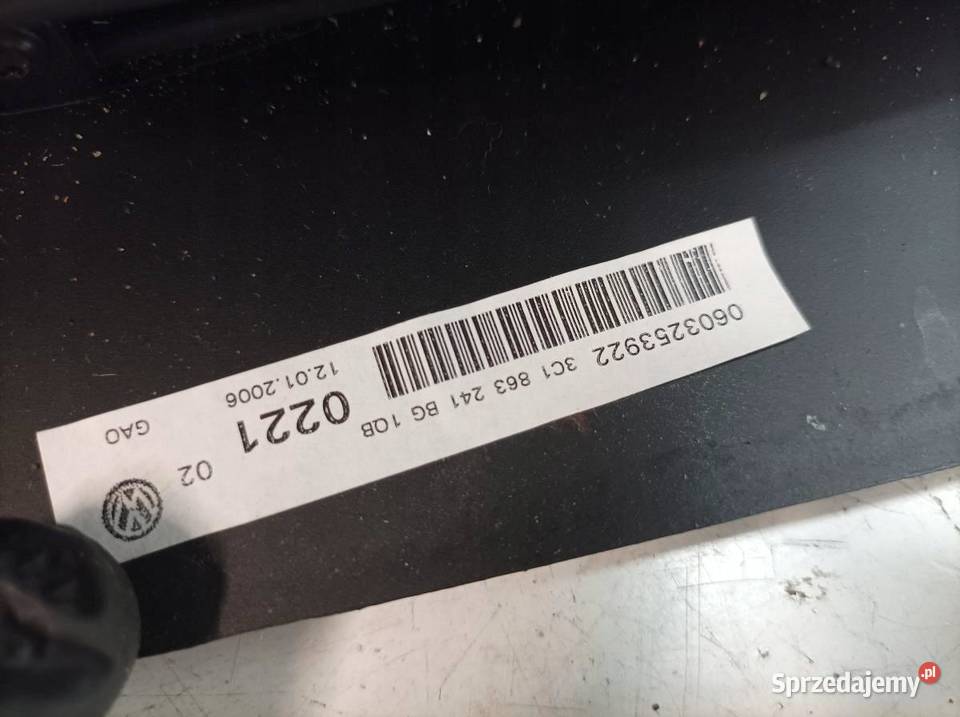 0603253922 3C1 863 241 BG 1QB
12.01.2006 0221
GAO 02
Sprzedajemy.pl